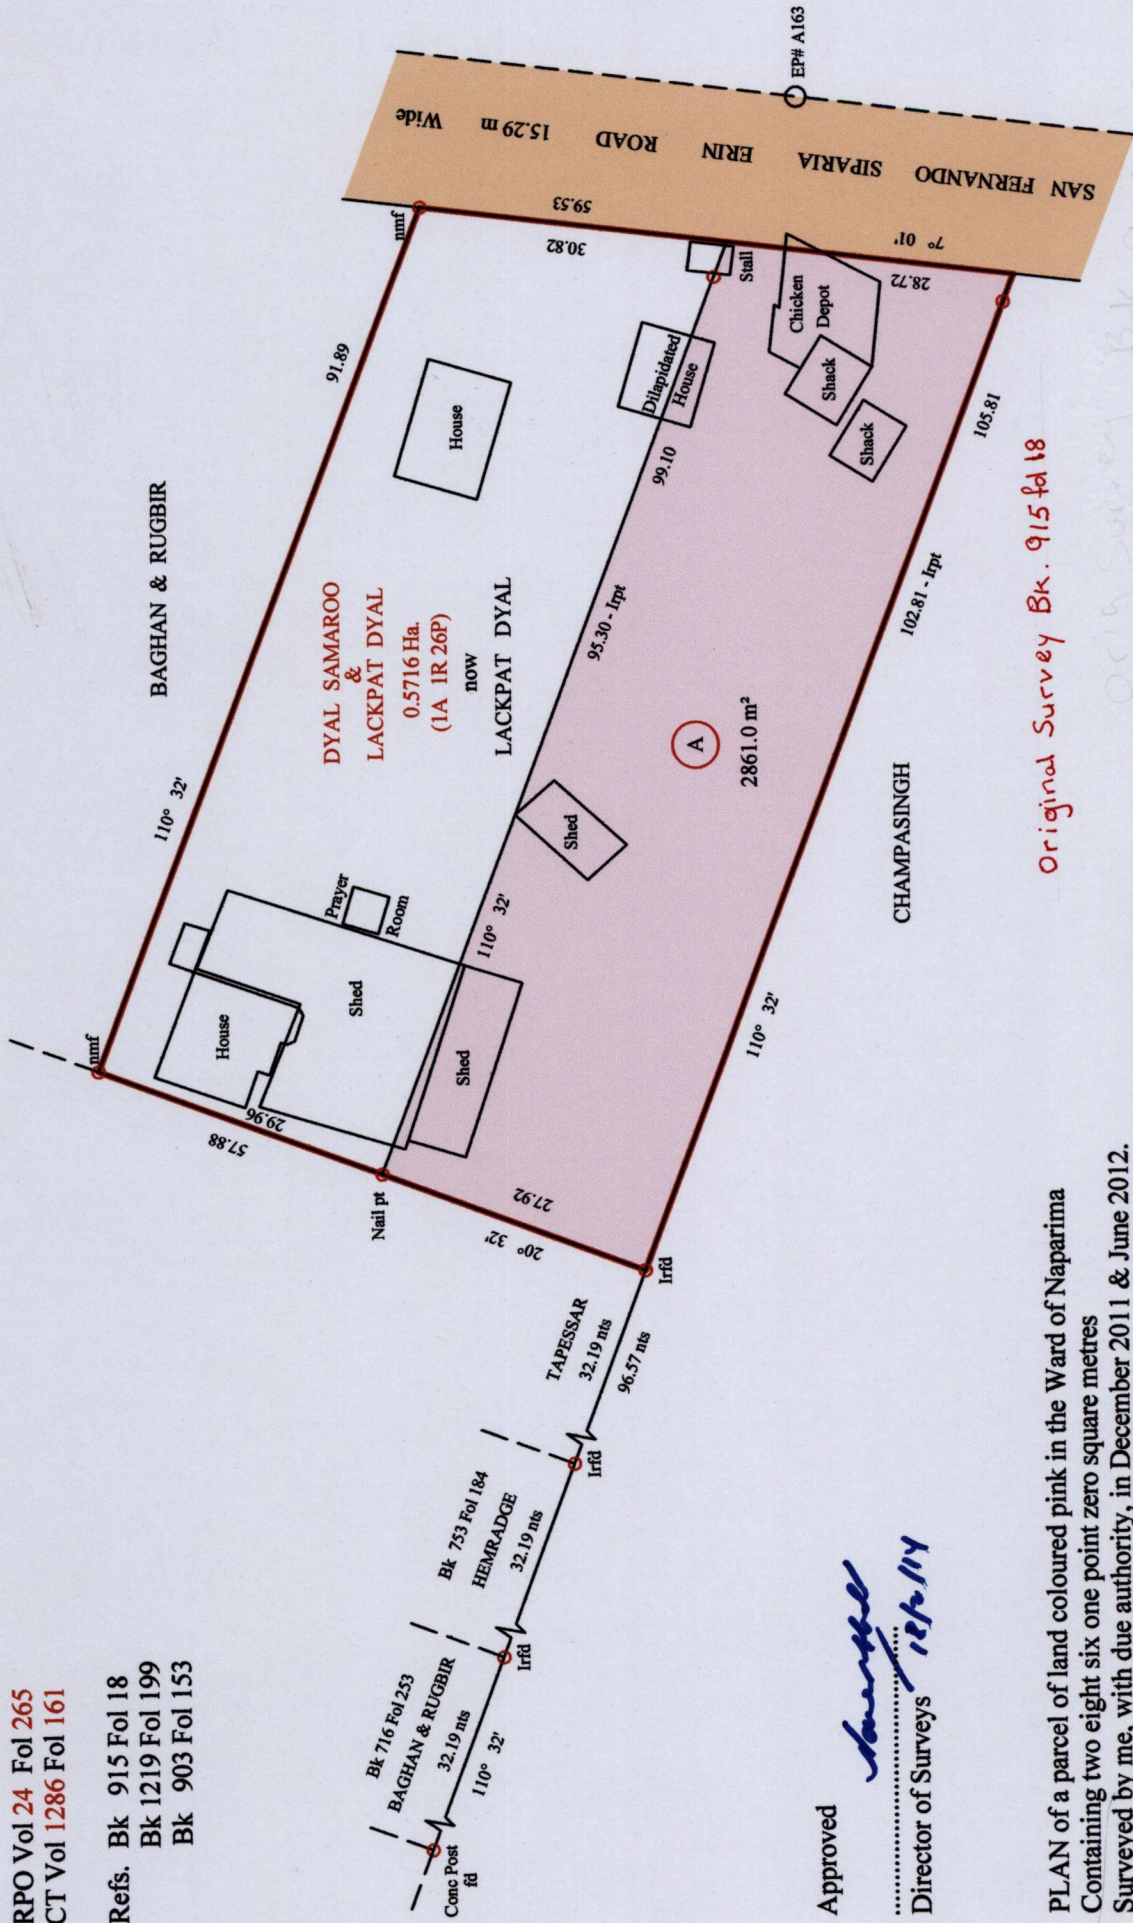 RPO Vol 24 Fol 265
CT Vol 1286 Fol 161
Refs. Bk 915 Fol 18
Bk 1219 Fol 199
Bk 903 Fol 153
BAGHAN & RUGBIR
110° 32'
91.89
nmf
nmf
57.88
29.96
House
Shed
Prayer
Room
House
DYAL SAMAROO
&
LACKPAT DYAL
0.5716 Ha.
(1A 1R 26P)
now
LACKPAT DYAL
30.82
59.53
SAN FERNANDO SIPARIA ERIN ROAD 15.29 m Wide
EP# A163
7° 01'
28.72
Stall
Dilapidated
House
Chicken
Depot
Shack
Shack
99.10
95.30 - Irpt
110° 32'
Shed
Shed
Nail pt
27.92
20° 32'
Irfd
A
2861.0 m²
105.81
102.81 - Irpt
110° 32'
CHAMPASINGH
TAPESSAR
32.19 nts
96.57 nts
Irfd
Bk 753 Fol 184
HEMRADGE
32.19 nts
Irfd
Bk 716 Fol 253
BAGHAN & RUGBIR
32.19 nts
110° 32'
Conc Post
fd
Original Survey Bk. 915 fol 18
Approved
Director of Surveys
PLAN of a parcel of land coloured pink in the Ward of Naparima
Containing two eight six one point zero square metres
Surveyed by me, with due authority, in December 2011 & June 2012.